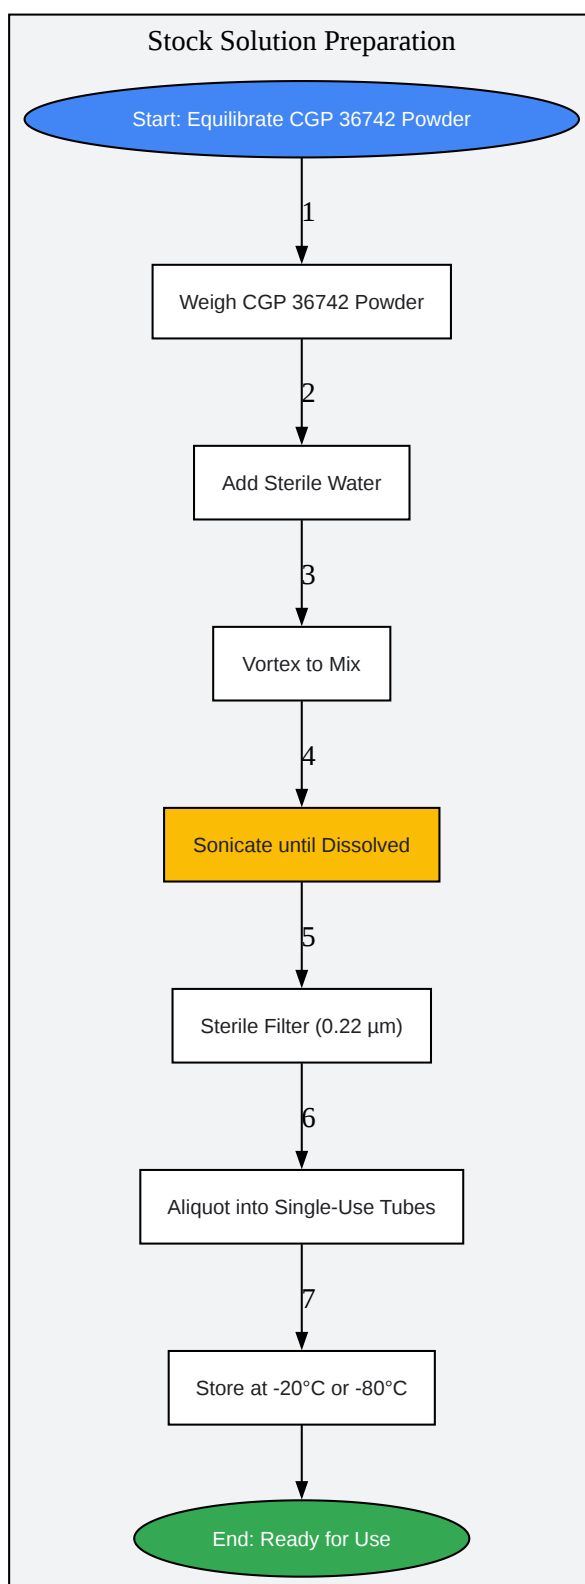 Stock Solution Preparation
Start: Equilibrate CGP 36742 Powder
1
Weigh CGP 36742 Powder
2
Add Sterile Water
3
Vortex to Mix
4
Sonicate until Dissolved
5
Sterile Filter (0.22 µm)
6
Aliquot into Single-Use Tubes
7
Store at -20°C or -80°C
End: Ready for Use